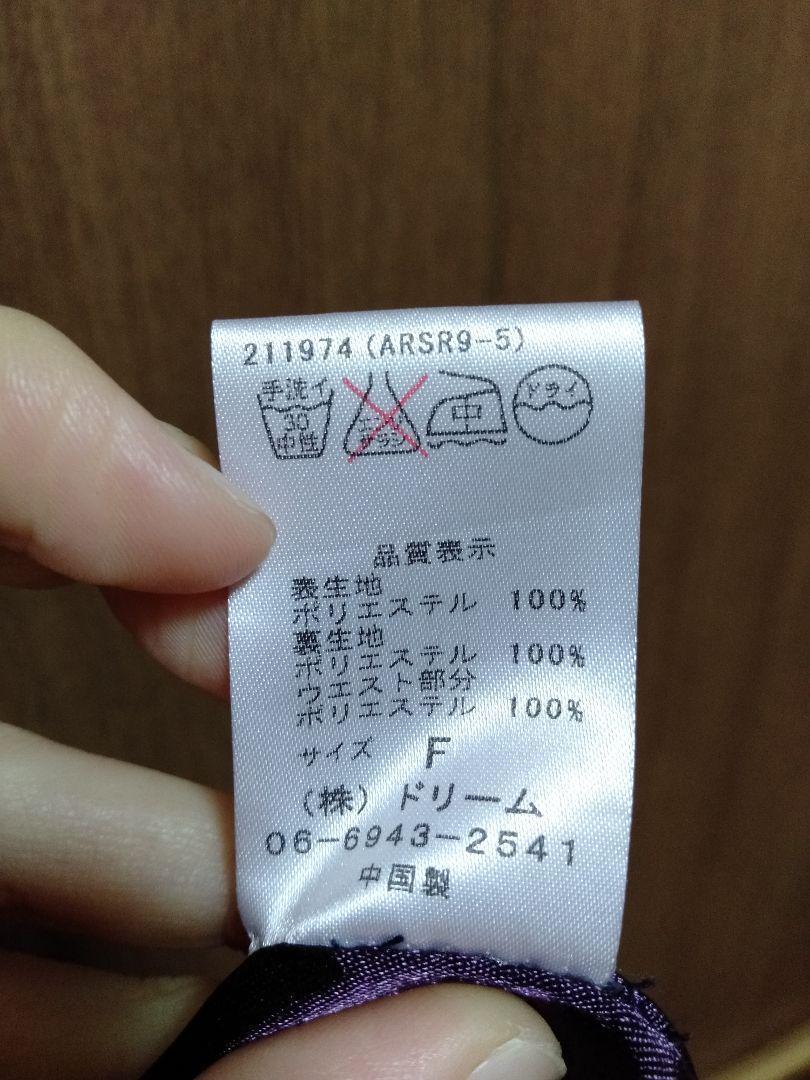 211974(ARSR9-5)
手洗イ
30
中性
エンソ
サラシ
中
ドライ
品質表示
表生地
ポリエステル 100%
裏生地
ポリエステル 100%
ウエスト部分
ポリエステル 100%
サイズ F
(株)ドリーム
06-6943-2541
中国製